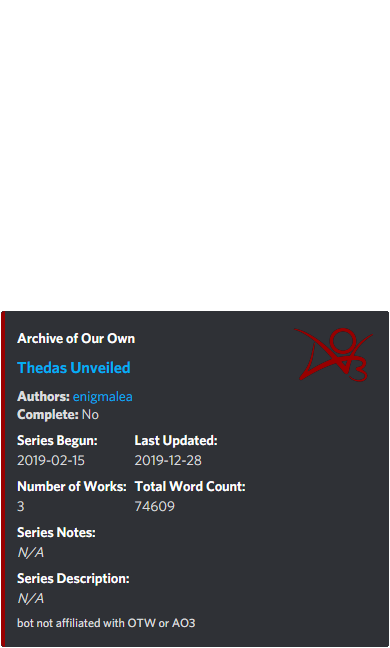 Archive of Our Own
Thedas Unveiled
Authors: enigmalea
Complete: No
Series Begun: Last Updated:
2019-02-15 2019-12-28
Number of Works: Total Word Count:
3 74609
Series Notes:
N/A
Series Description:
N/A
bot not affiliated with OTW or AO3